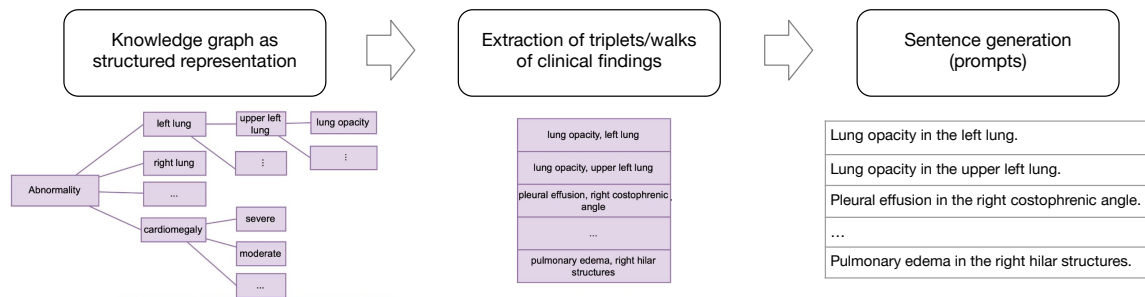 Knowledge graph as
structured representation
Extraction of triplets/walks
of clinical findings
Sentence generation
(prompts)
Abnormality
left lung
upper left
lung
lung opacity
⋮
⋮
right lung
...
cardiomegaly
severe
moderate
...
lung opacity, left lung
lung opacity, upper left lung
pleural effusion, right costophrenic
angle
...
pulmonary edema, right hilar
structures
Lung opacity in the left lung.
Lung opacity in the upper left lung.
Pleural effusion in the right costophrenic angle.
...
Pulmonary edema in the right hilar structures.